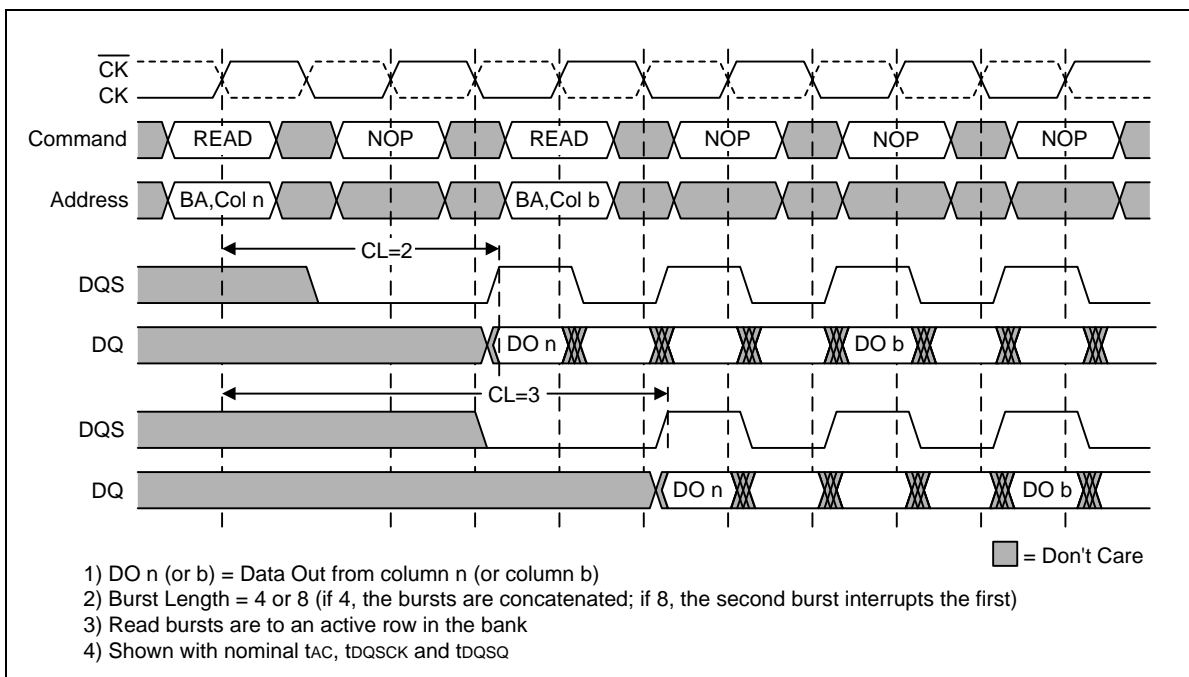 CK
CK
Command READ NOP READ NOP NOP NOP
Address BA,Col n BA,Col b
CL=2
DQS
DQ DO n DO b
CL=3
DQS
DQ DO n DO b
= Don't Care
1) DO n (or b) = Data Out from column n (or column b)
2) Burst Length = 4 or 8 (if 4, the bursts are concatenated; if 8, the second burst interrupts the first)
3) Read bursts are to an active row in the bank
4) Shown with nominal tAC, tDQSCK and tDQSQ